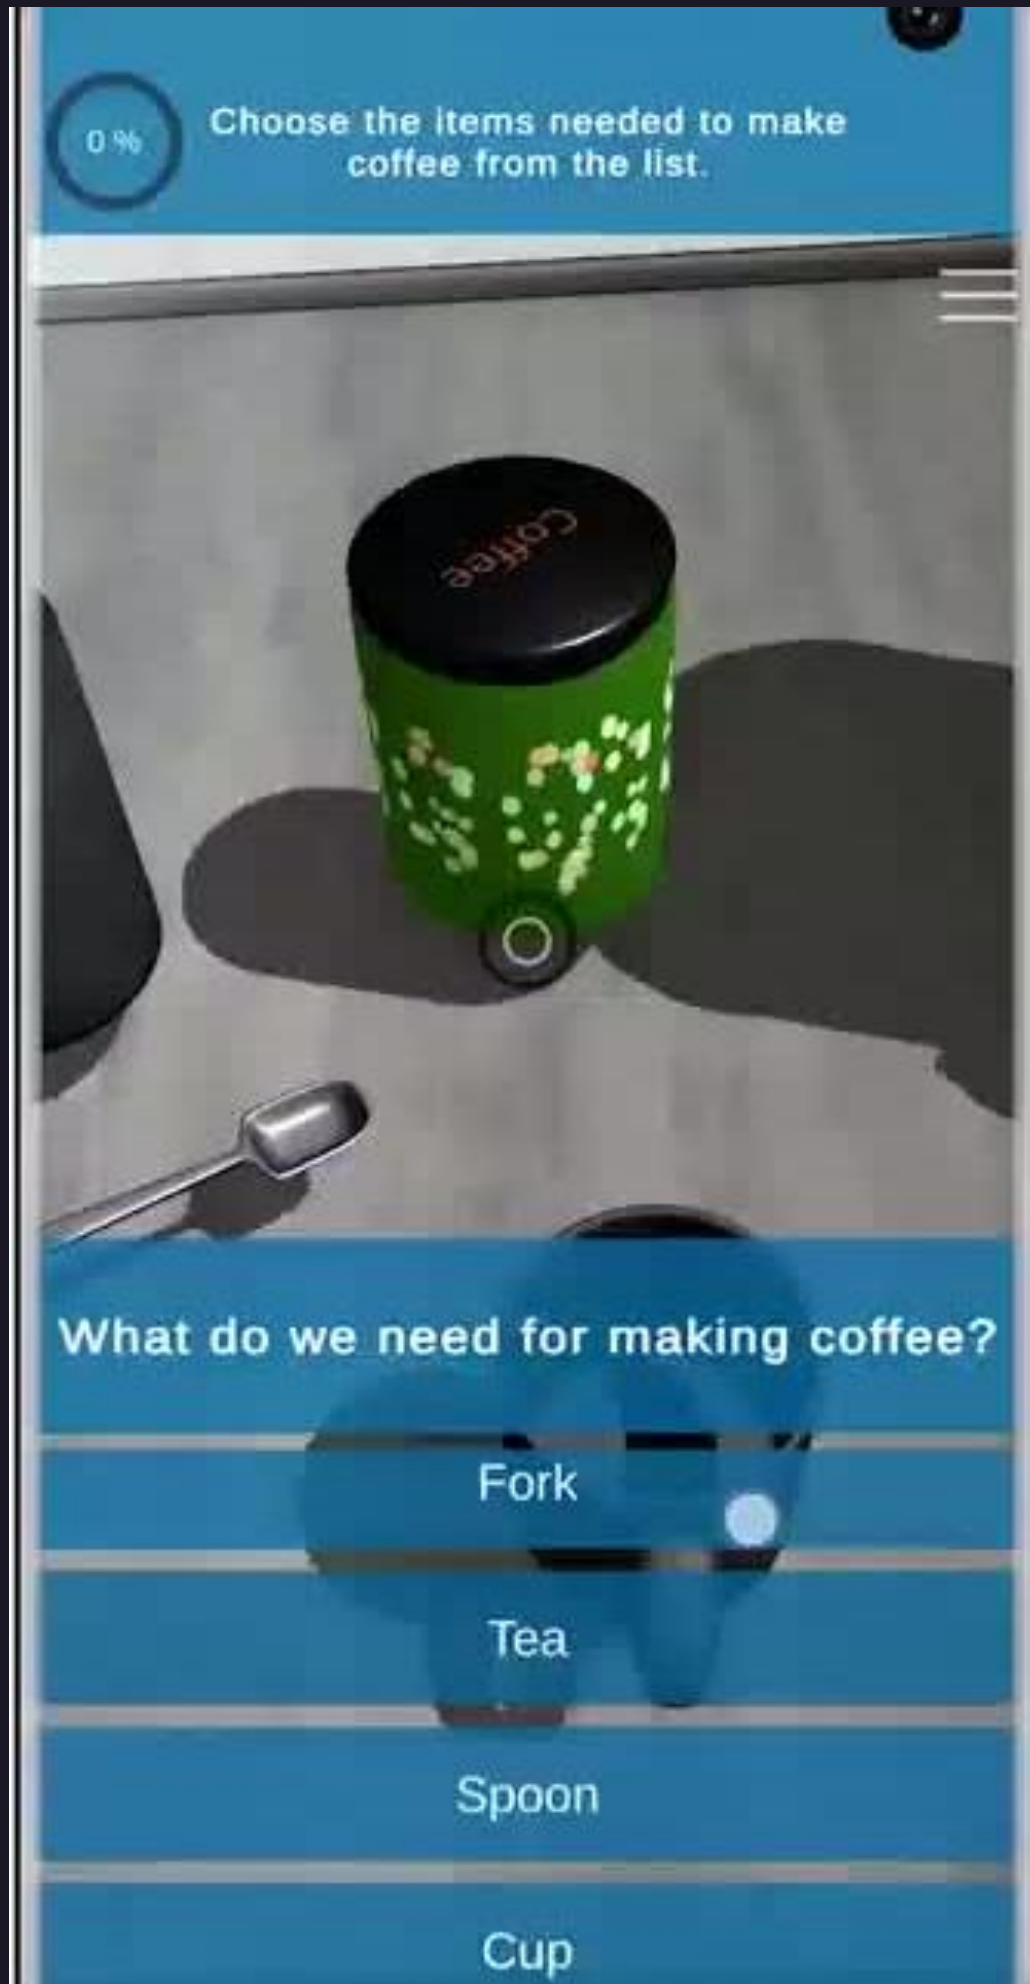 0 %
Choose the items needed to make
coffee from the list.
Coffee
What do we need for making coffee?
Fork
Tea
Spoon
Cup